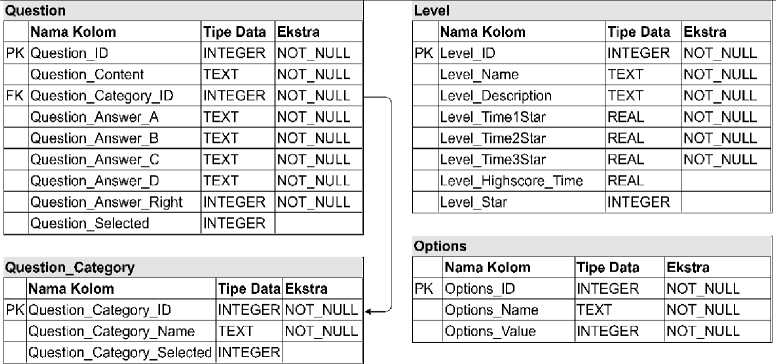 Question
Nama Kolom Tipe Data Ekstra
PK Question_ID INTEGER NOT_NULL
Question_Content TEXT NOT_NULL
FK Question_Category_ID INTEGER NOT_NULL
Question_Answer_A TEXT NOT_NULL
Question_Answer_B TEXT NOT_NULL
Question_Answer_C TEXT NOT_NULL
Question_Answer_D TEXT NOT_NULL
Question_Answer_Right INTEGER NOT_NULL
Question_Selected INTEGER
Question_Category
Nama Kolom Tipe Data Ekstra
PK Question_Category_ID INTEGER NOT_NULL
Question_Category_Name TEXT NOT_NULL
Question_Category_Selected INTEGER
Level
Nama Kolom Tipe Data Ekstra
PK Level_ID INTEGER NOT_NULL
Level_Name TEXT NOT_NULL
Level_Description TEXT NOT_NULL
Level_Time1Star REAL NOT_NULL
Level_Time2Star REAL NOT_NULL
Level_Time3Star REAL NOT_NULL
Level_Highscore_Time REAL
Level_Star INTEGER
Options
Nama Kolom Tipe Data Ekstra
PK Options_ID INTEGER NOT_NULL
Options_Name TEXT NOT_NULL
Options_Value INTEGER NOT_NULL